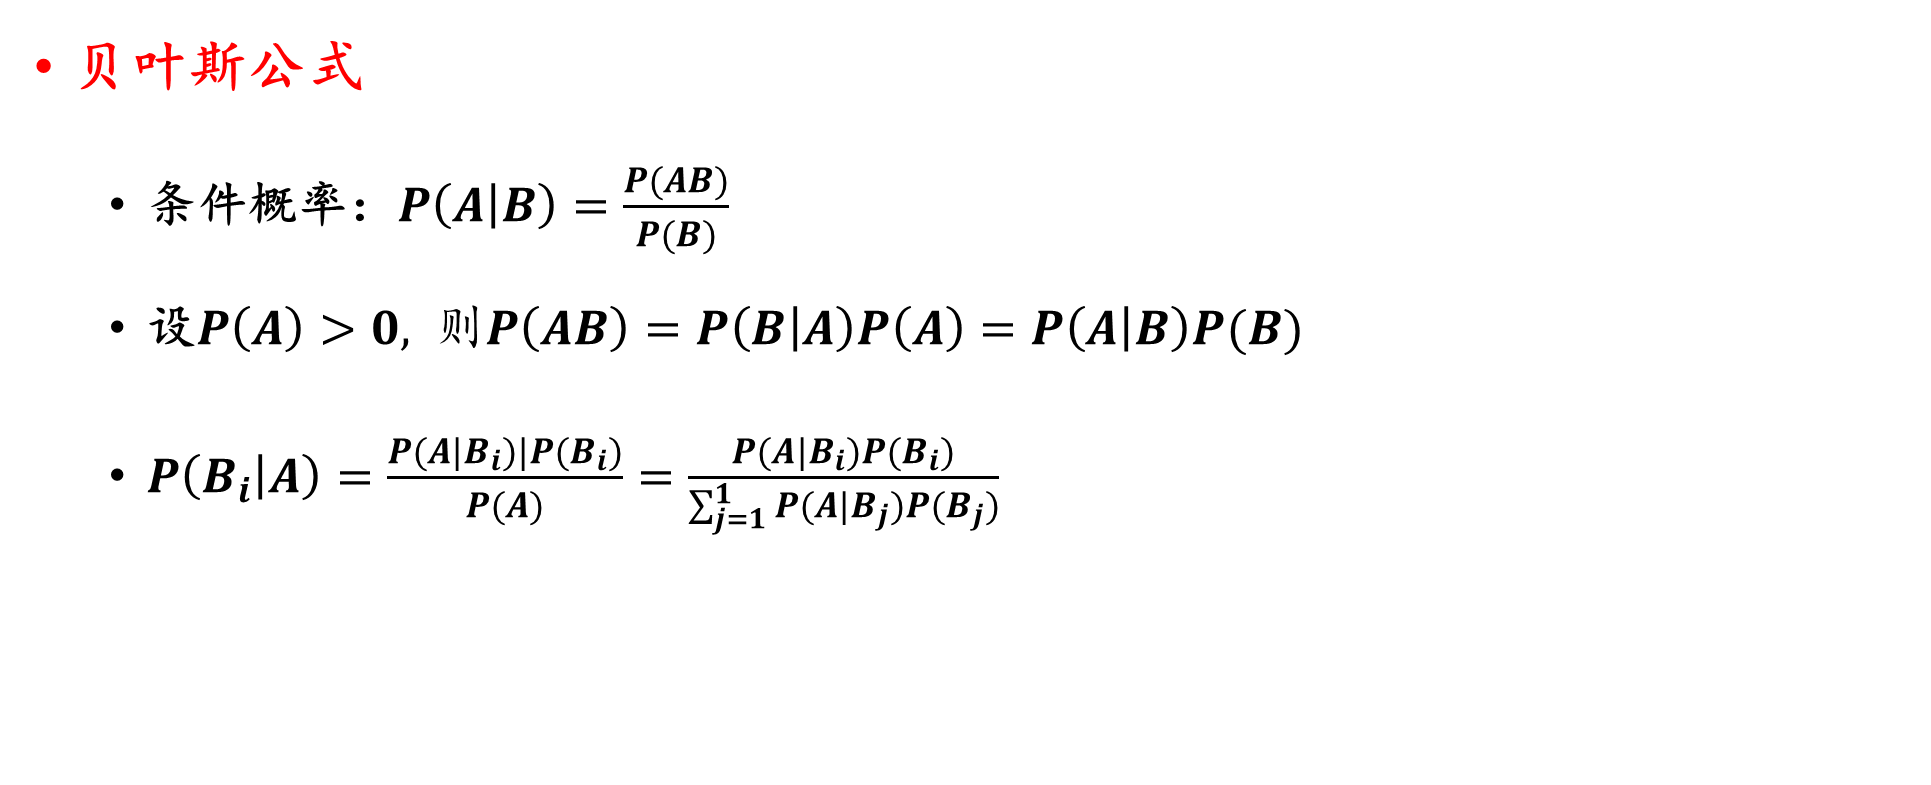 • 贝叶斯公式
• 条件概率：P(A|B) = P(AB)/P(B)
• 设P(A) > 0, 则P(AB) = P(B|A)P(A) = P(A|B)P(B)
• P(B_i|A) = P(A|B_i)|P(B_i)/P(A) = P(A|B_i)P(B_i)/∑_{j=1}^{1} P(A|B_j)P(B_j)